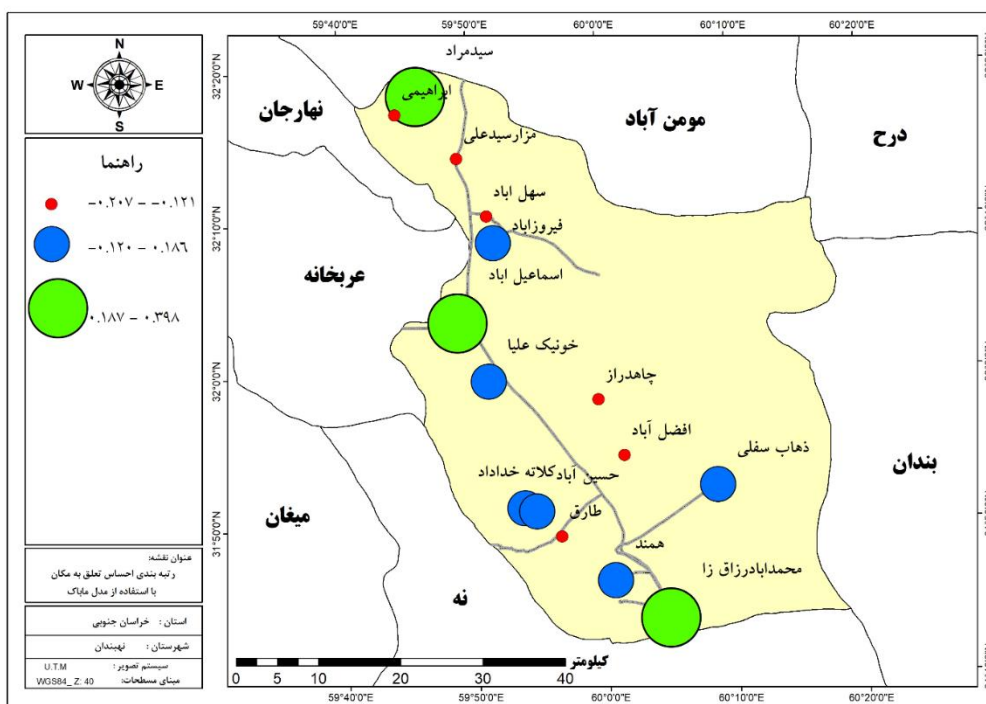 59°40'0"E 59°50'0"E 60°0'0"E 60°10'0"E 60°20'0"E
N
W E
S
راهنما
-۰.۲۰۷ - -۰.۱۲۱
-۰.۱۲۰ - ۰.۱۸۶
۰.۱۸۷ - ۰.۳۹۸
عنوان نقشه:
رتبه بندی احساس تعلق به مکان
با استفاده از مدل ماباک
استان : خراسان جنوبی
شهرستان : نهبندان
سیستم تصویر : U.T.M
مبنای مسطحات: WGS84_ Z: 40
32°20'0"N
32°10'0"N
32°0'0"N
31°50'0"N
سیدمراد
ابراهیمی
نهارجان
مومن آباد
درح
مزارسیدعلی
سهل اباد
فیروزاباد
عربخانه
اسماعیل اباد
خونیک علیا
چاهدراز
افضل آباد
ذهاب سفلی
بندان
حسین آباد
کلاته خداداد
میغان
طارق
همند
محمدابادرزاق زا
نه
کیلومتر
0 5 10 20 30 40
59°40'0"E 59°50'0"E 60°0'0"E 60°10'0"E 60°20'0"E